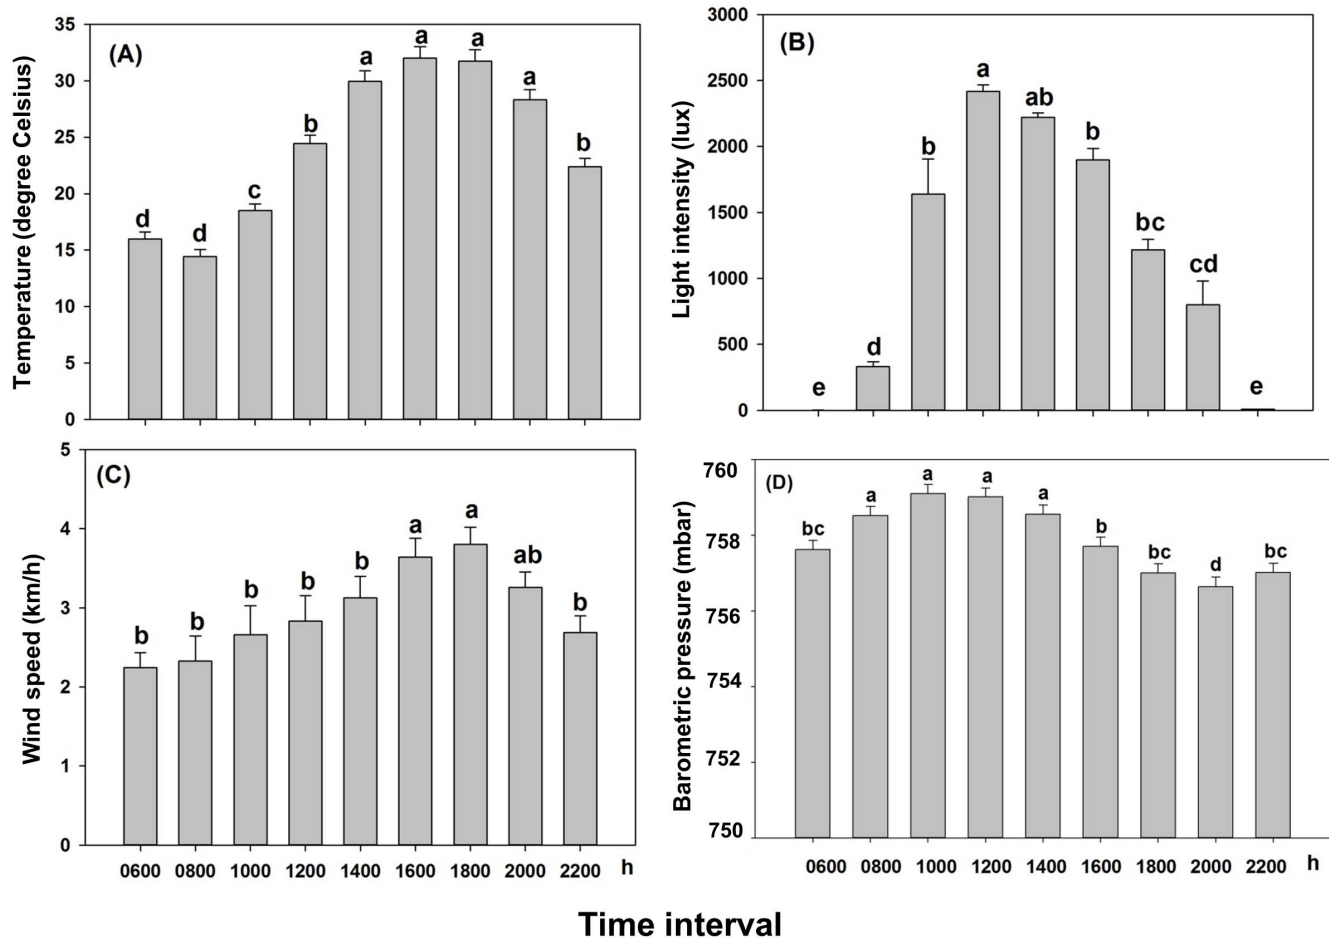 (A)
Temperature (degree Celsius)
35
30
25
20
15
10
5
0
d
d
c
b
a
a
a
a
b
(B)
Light intensity (lux)
3000
2500
2000
1500
1000
500
0
e
d
b
a
ab
b
bc
cd
e
(C)
Wind speed (km/h)
5
4
3
2
1
0
b
b
b
b
b
a
a
ab
b
0600 0800 1000 1200 1400 1600 1800 2000 2200 h
(D)
Barometric pressure (mbar)
760
758
756
754
752
750
bc
a
a
a
a
b
bc
d
bc
0600 0800 1000 1200 1400 1600 1800 2000 2200 h
Time interval